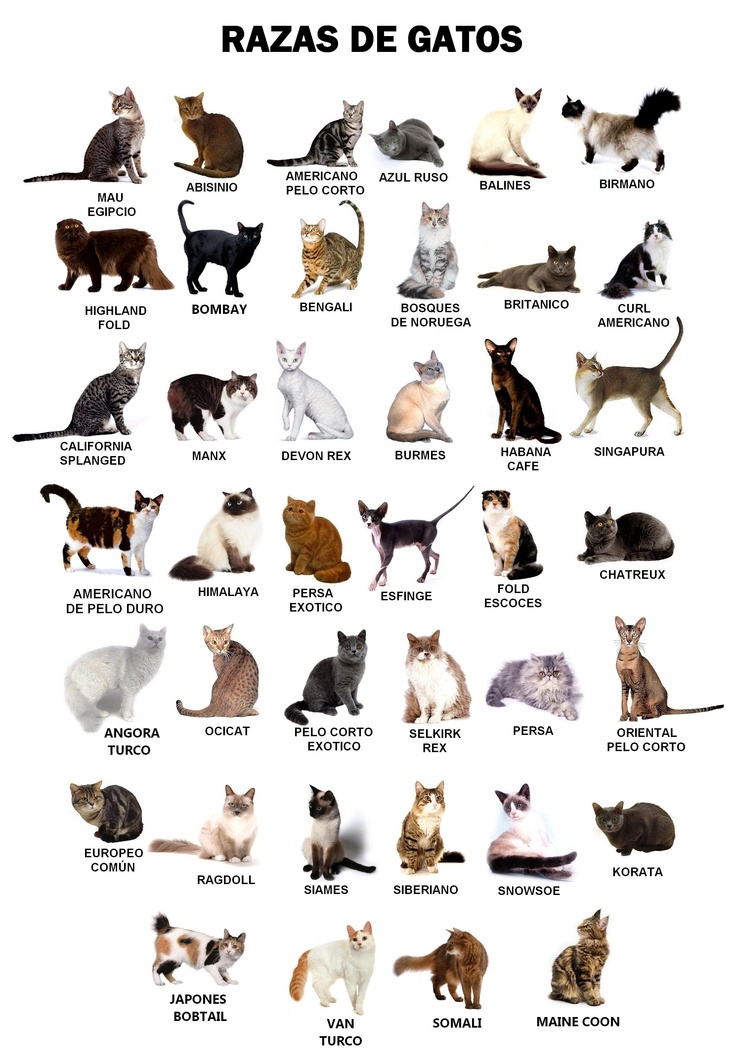 RAZAS DE GATOS
MAU
EGIPCIO
ABISINIO
AMERICANO
PELO CORTO
AZUL RUSO
BALINES
BIRMANO
HIGHLAND
FOLD
BOMBAY
BENGALI
BOSQUES
DE NORUEGA
BRITANICO
CURL
AMERICANO
CALIFORNIA
SPLANGED
MANX
DEVON REX
BURMES
HABANA
CAFE
SINGAPURA
AMERICANO
DE PELO DURO
HIMALAYA
PERSA
EXOTICO
ESFINGE
FOLD
ESCOCES
CHATREUX
ANGORA
TURCO
OCICAT
PELO CORTO
EXOTICO
SELKIRK
REX
PERSA
ORIENTAL
PELO CORTO
EUROPEO
COMÚN
RAGDOLL
SIAMES
SIBERIANO
SNOWSOE
KORATA
JAPONES
BOBTAIL
VAN
TURCO
SOMALI
MAINE COON